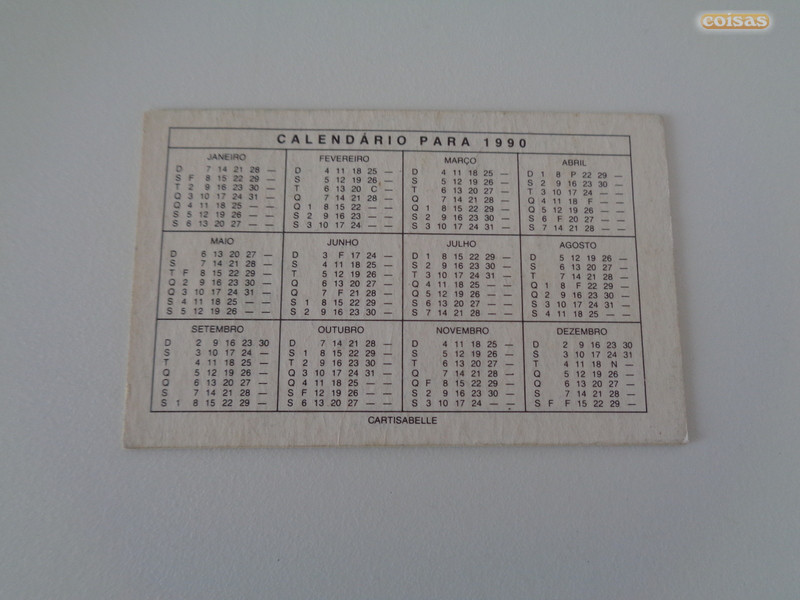 coisas
CALENDÁRIO PARA 1990
JANEIRO
D 7 14 21 28 —
S F 8 15 22 29 —
T 2 9 16 23 30 —
Q 3 10 17 24 31 —
Q 4 11 18 25 — —
S 5 12 19 26 — —
S 6 13 20 27 — —
FEVEREIRO
D 4 11 18 25 —
S 5 12 19 26 —
T 6 13 20 C —
Q 7 14 21 28 —
Q 1 8 15 22 — —
S 2 9 16 23 — —
S 3 10 17 24 — —
MARÇO
D 4 11 18 25 —
S 5 12 19 26 —
T 6 13 20 27 —
Q 7 14 21 28 —
Q 1 8 15 22 29 —
S 2 9 16 23 30 —
S 3 10 17 24 31 —
ABRIL
D 1 8 P 22 29 —
S 2 9 16 23 30 —
T 3 10 17 24 — —
Q 4 11 18 F — —
Q 5 12 19 26 — —
S 6 F 20 27 — —
S 7 14 21 28 — —
MAIO
D 6 13 20 27 —
S 7 14 21 28 —
T F 8 15 22 29 —
Q 2 9 16 23 30 —
Q 3 10 17 24 31 —
S 4 11 18 25 — —
S 5 12 19 26 — —
JUNHO
D 3 F 17 24 —
S 4 11 18 25 —
T 5 12 19 26 —
Q 6 13 20 27 —
Q 7 F 21 28 —
S 1 8 15 22 29 —
S 2 9 16 23 30 —
JULHO
D 1 8 15 22 29 —
S 2 9 16 23 30 —
T 3 10 17 24 31 —
Q 4 11 18 25 — —
Q 5 12 19 26 — —
S 6 13 20 27 — —
S 7 14 21 28 — —
AGOSTO
D 5 12 19 26 —
S 6 13 20 27 —
T 7 14 21 28 —
Q 1 8 F 22 29 —
Q 2 9 16 23 30 —
S 3 10 17 24 31 —
S 4 11 18 25 — —
SETEMBRO
D 2 9 16 23 30
S 3 10 17 24 —
T 4 11 18 25 —
Q 5 12 19 26 —
Q 6 13 20 27 —
S 7 14 21 28 —
S 1 8 15 22 29 —
OUTUBRO
D 7 14 21 28 —
S 1 8 15 22 29 —
T 2 9 16 23 30 —
Q 3 10 17 24 31 —
Q 4 11 18 25 — —
S F 12 19 26 — —
S 6 13 20 27 — —
NOVEMBRO
D 4 11 18 25 —
S 5 12 19 26 —
T 6 13 20 27 —
Q 7 14 21 28 —
Q F 8 15 22 29 —
S 2 9 16 23 30 —
S 3 10 17 24 — —
DEZEMBRO
D 2 9 16 23 30
S 3 10 17 24 31
T 4 11 18 N —
Q 5 12 19 26 —
Q 6 13 20 27 —
S 7 14 21 28 —
S F F 15 22 29 —
CARTISABELLE